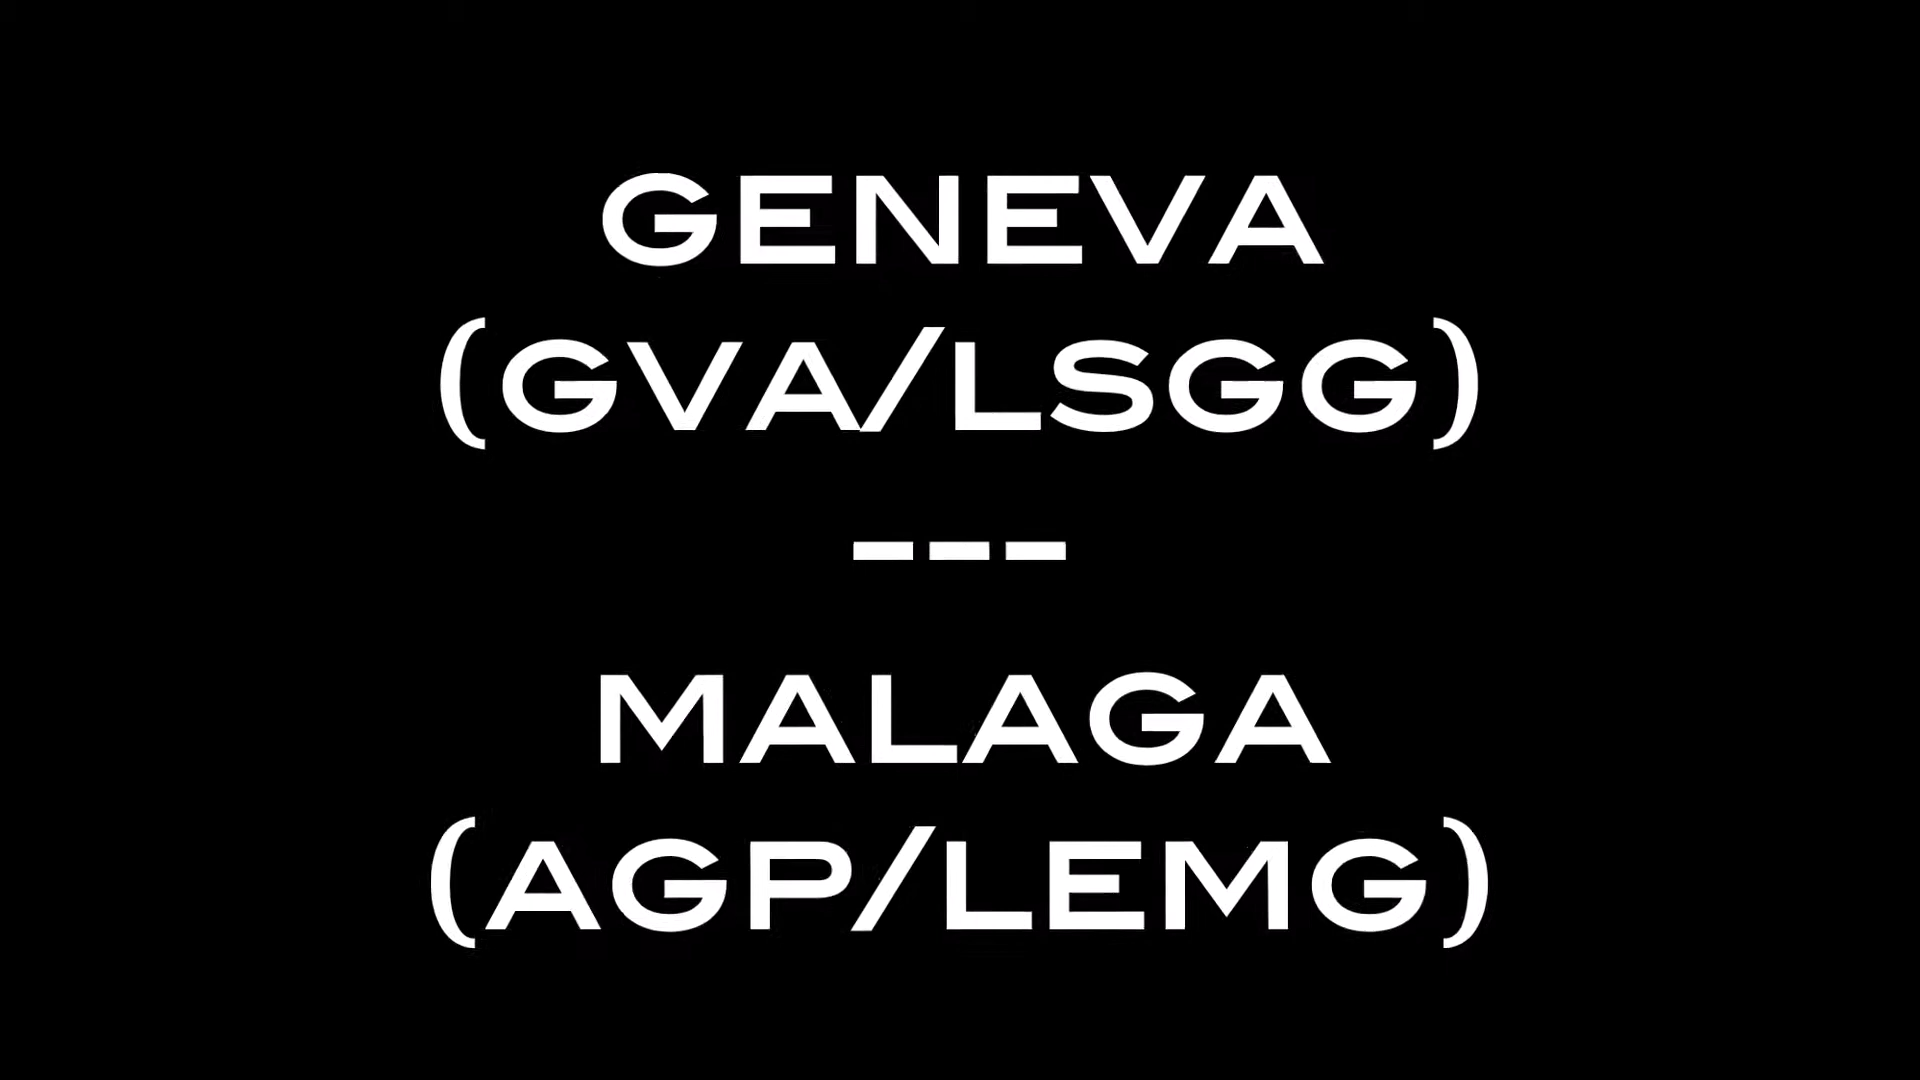 GENEVA
(GVA/LSGG)
---
MALAGA
(AGP/LEMG)